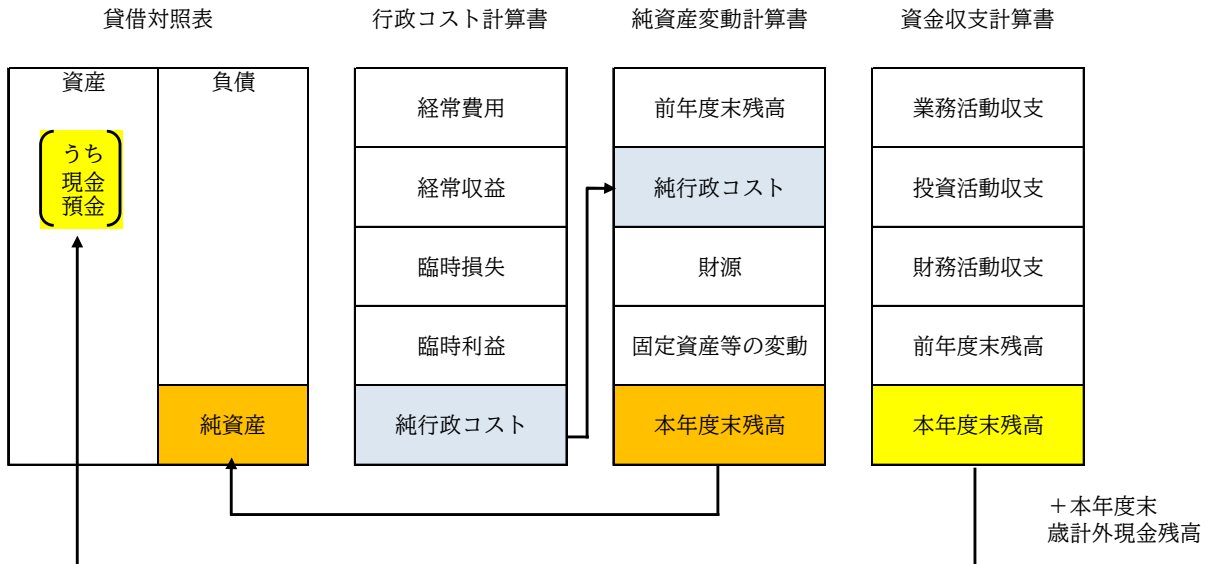 貸借対照表
行政コスト計算書
純資産変動計算書
資金収支計算書
資産
負債
うち
現金
預金
純資産
経常費用
経常収益
臨時損失
臨時利益
純行政コスト
前年度末残高
純行政コスト
財源
固定資産等の変動
本年度末残高
業務活動収支
投資活動収支
財務活動収支
前年度末残高
本年度末残高
＋本年度末
歳計外現金残高